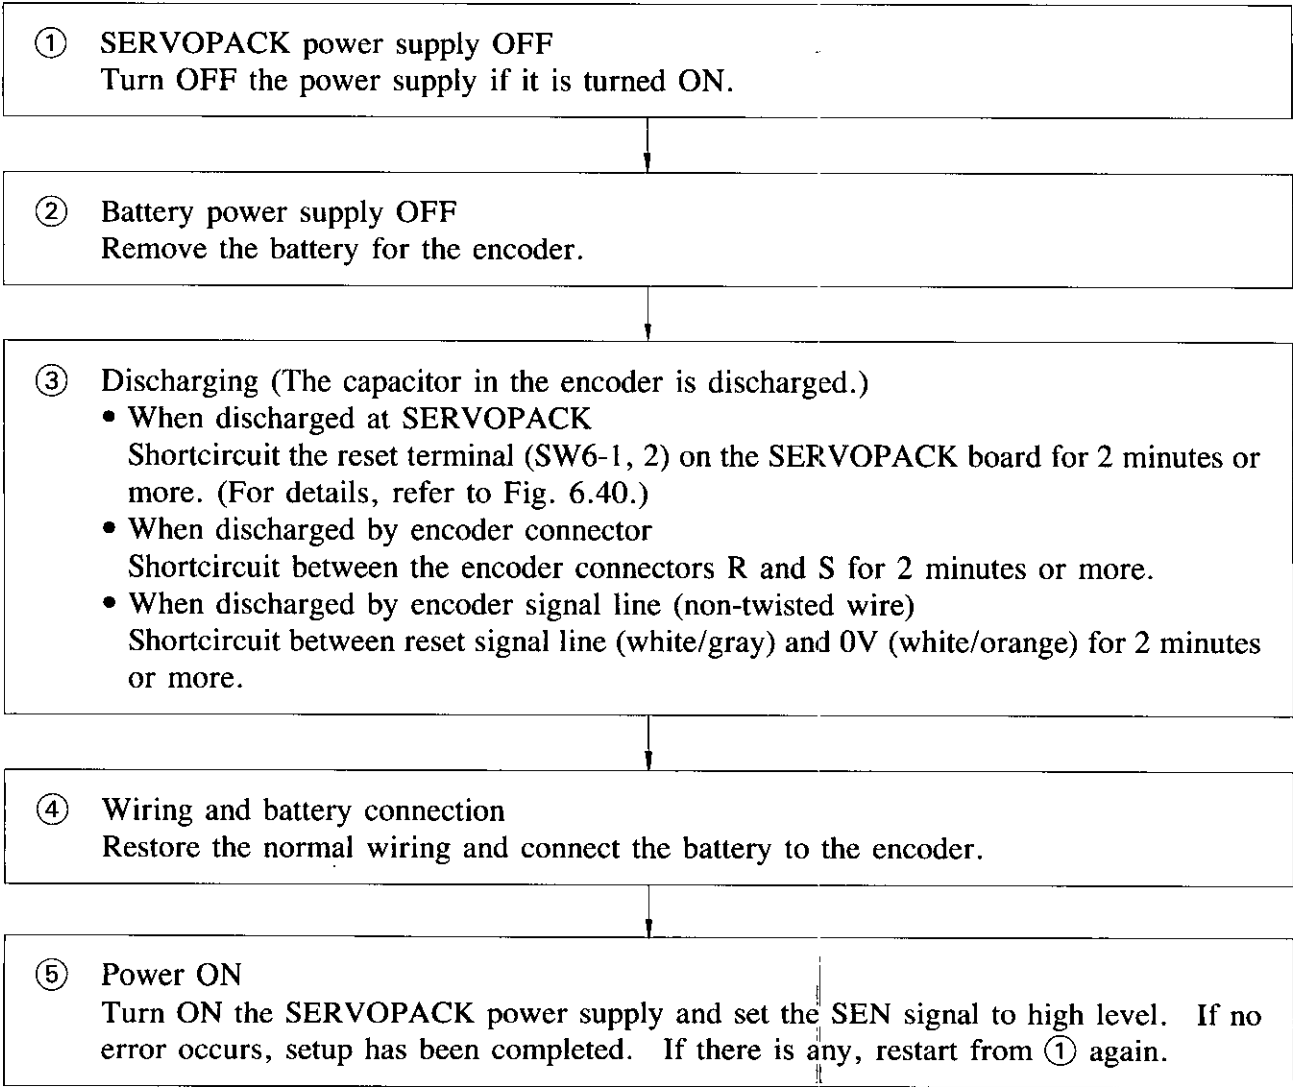 ① SERVOPACK power supply OFF
Turn OFF the power supply if it is turned ON.
② Battery power supply OFF
Remove the battery for the encoder.
③ Discharging (The capacitor in the encoder is discharged.)
• When discharged at SERVOPACK
Shortcircuit the reset terminal (SW6-1, 2) on the SERVOPACK board for 2 minutes or
more. (For details, refer to Fig. 6.40.)
• When discharged by encoder connector
Shortcircuit between the encoder connectors R and S for 2 minutes or more.
• When discharged by encoder signal line (non-twisted wire)
Shortcircuit between reset signal line (white/gray) and 0V (white/orange) for 2 minutes
or more.
④ Wiring and battery connection
Restore the normal wiring and connect the battery to the encoder.
⑤ Power ON
Turn ON the SERVOPACK power supply and set the SEN signal to high level. If no
error occurs, setup has been completed. If there is any, restart from ① again.